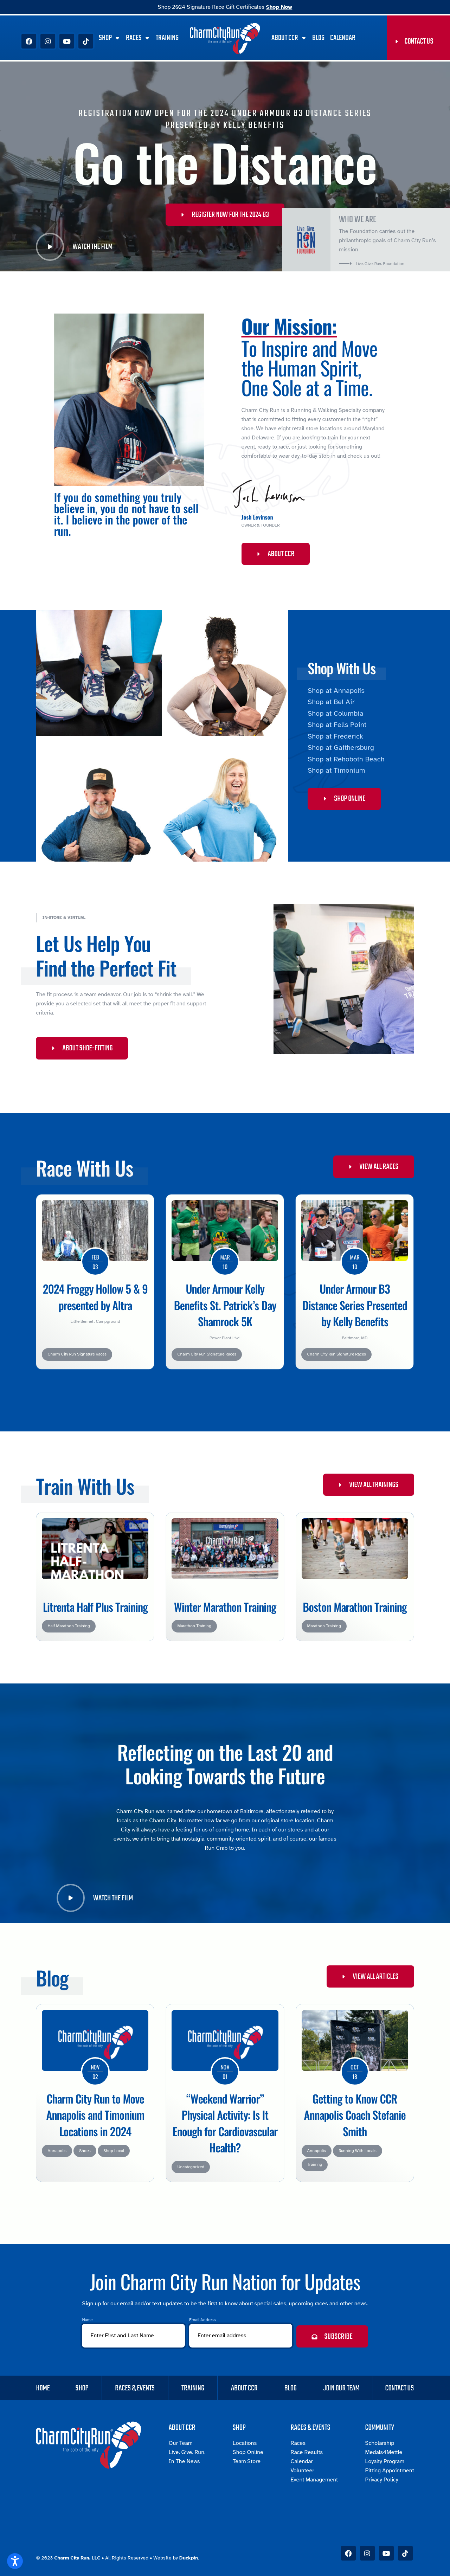 Shop 2024 Signature Race Gift Certificates Shop Now
SHOP
RACES
TRAINING
CharmCityRun
the sole of the city
ABOUT CCR
BLOG
CALENDAR
CONTACT US
REGISTRATION NOW OPEN FOR THE 2024 UNDER ARMOUR B3 DISTANCE SERIES
PRESENTED BY KELLY BENEFITS
Go the Distance
REGISTER NOW FOR THE 2024 B3
WATCH THE FILM
Live. Give.
RUN
FOUNDATION
WHO WE ARE
The Foundation carries out the
philanthropic goals of Charm City Run's
mission
Live. Give. Run. Foundation
Our Mission:
To Inspire and Move
the Human Spirit,
One Sole at a Time.
Charm City Run is a Running & Walking Specialty company
that is committed to fitting every customer in the "right"
shoe. We have eight retail store locations around Maryland
and Delaware. If you are looking to train for your next
event, ready to race, or just looking for something
comfortable to wear day-to-day stop in and check us out!
If you do something you truly
believe in, you do not have to sell
it. I believe in the power of the
run.
Josh Levinson
Josh Levinson
OWNER & FOUNDER
ABOUT CCR
Shop With Us
Shop at Annapolis
Shop at Bel Air
Shop at Columbia
Shop at Fells Point
Shop at Frederick
Shop at Gaithersburg
Shop at Rehoboth Beach
Shop at Timonium
SHOP ONLINE
IN-STORE & VIRTUAL
Let Us Help You
Find the Perfect Fit
The fit process is a team endeavor. Our job is to "shrink the wall." We
provide you a selected set that will all meet the proper fit and support
criteria.
ABOUT SHOE-FITTING
Race With Us
VIEW ALL RACES
FEB
03
2024 Froggy Hollow 5 & 9
presented by Altra
Little Bennett Campground
Charm City Run Signature Races
MAR
10
Under Armour Kelly
Benefits St. Patrick's Day
Shamrock 5K
Power Plant Live!
Charm City Run Signature Races
MAR
10
Under Armour B3
Distance Series Presented
by Kelly Benefits
Baltimore, MD
Charm City Run Signature Races
Train With Us
VIEW ALL TRAININGS
LITRENTA
HALF-
MARATHON
Litrenta Half Plus Training
Half Marathon Training
Winter Marathon Training
Marathon Training
Boston Marathon Training
Marathon Training
Reflecting on the Last 20 and
Looking Towards the Future
Charm City Run was named after our hometown of Baltimore, affectionately referred to by
locals as the Charm City. No matter how far we go from our original store location, Charm
City will always have a feeling for us of coming home. In each of our stores and at our
events, we aim to bring that nostalgia, community-oriented spirit, and of course, our famous
Run Crab to you.
WATCH THE FILM
Blog
VIEW ALL ARTICLES
CharmCityRun
the sole of the city
NOV
02
Charm City Run to Move
Annapolis and Timonium
Locations in 2024
Annapolis
Shoes
Shop Local
CharmCityRun
the sole of the city
NOV
01
“Weekend Warrior”
Physical Activity: Is It
Enough for Cardiovascular
Health?
Uncategorized
OCT
18
Getting to Know CCR
Annapolis Coach Stefanie
Smith
Annapolis
Running With Locals
Training
Join Charm City Run Nation for Updates
Sign up for our email and/or text updates to be the first to know about special sales, upcoming races and other news.
Name
Enter First and Last Name
Email Address
Enter email address
SUBSCRIBE
HOME
SHOP
RACES & EVENTS
TRAINING
ABOUT CCR
BLOG
JOIN OUR TEAM
CONTACT US
CharmCityRun
the sole of the city
ABOUT CCR
Our Team
Live. Give. Run.
In The News
SHOP
Locations
Shop Online
Team Store
RACES & EVENTS
Races
Race Results
Calendar
Volunteer
Event Management
COMMUNITY
Scholarship
Medals4Mettle
Loyalty Program
Fitting Appointment
Privacy Policy
© 2023 Charm City Run, LLC • All Rights Reserved • Website by Duckpin.